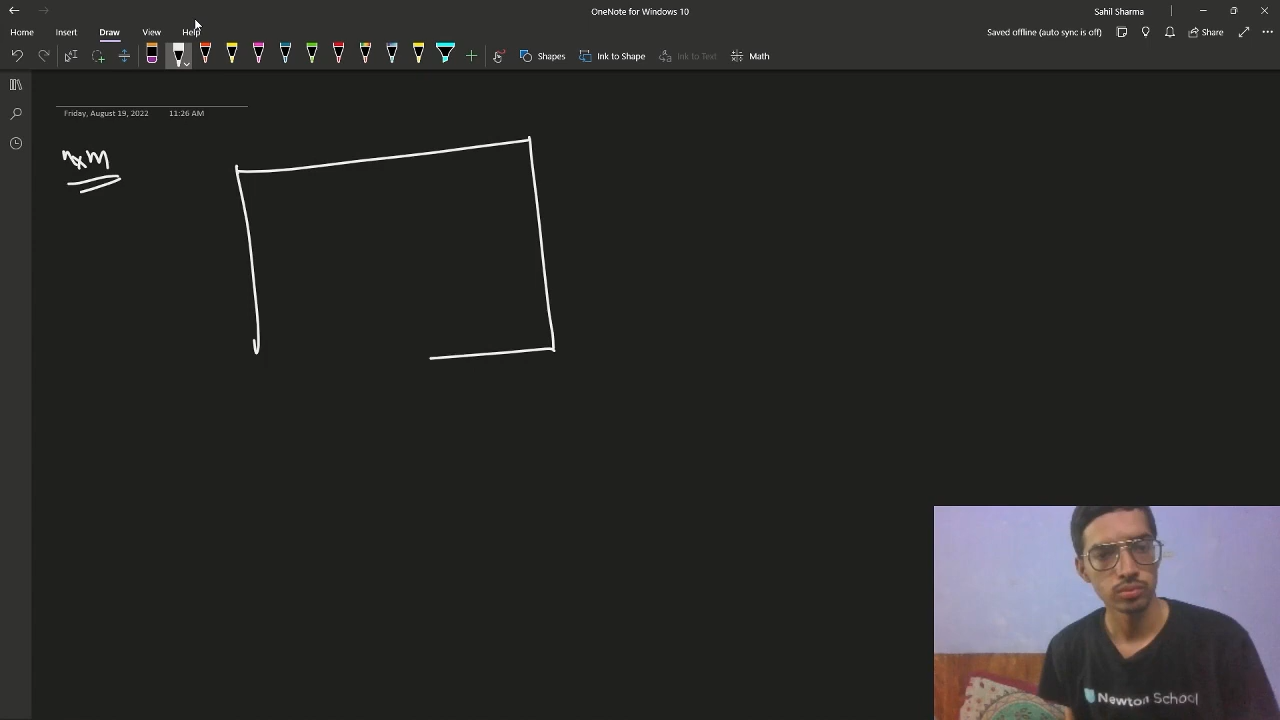 OneNote for Windows 10
Sahil Sharma
Home Insert Draw View Help
Saved offline (auto sync is off) Share
Shapes Ink to Shape Ink to Text Math
Friday, August 19, 2022 11:26 AM
nxm
Newton School